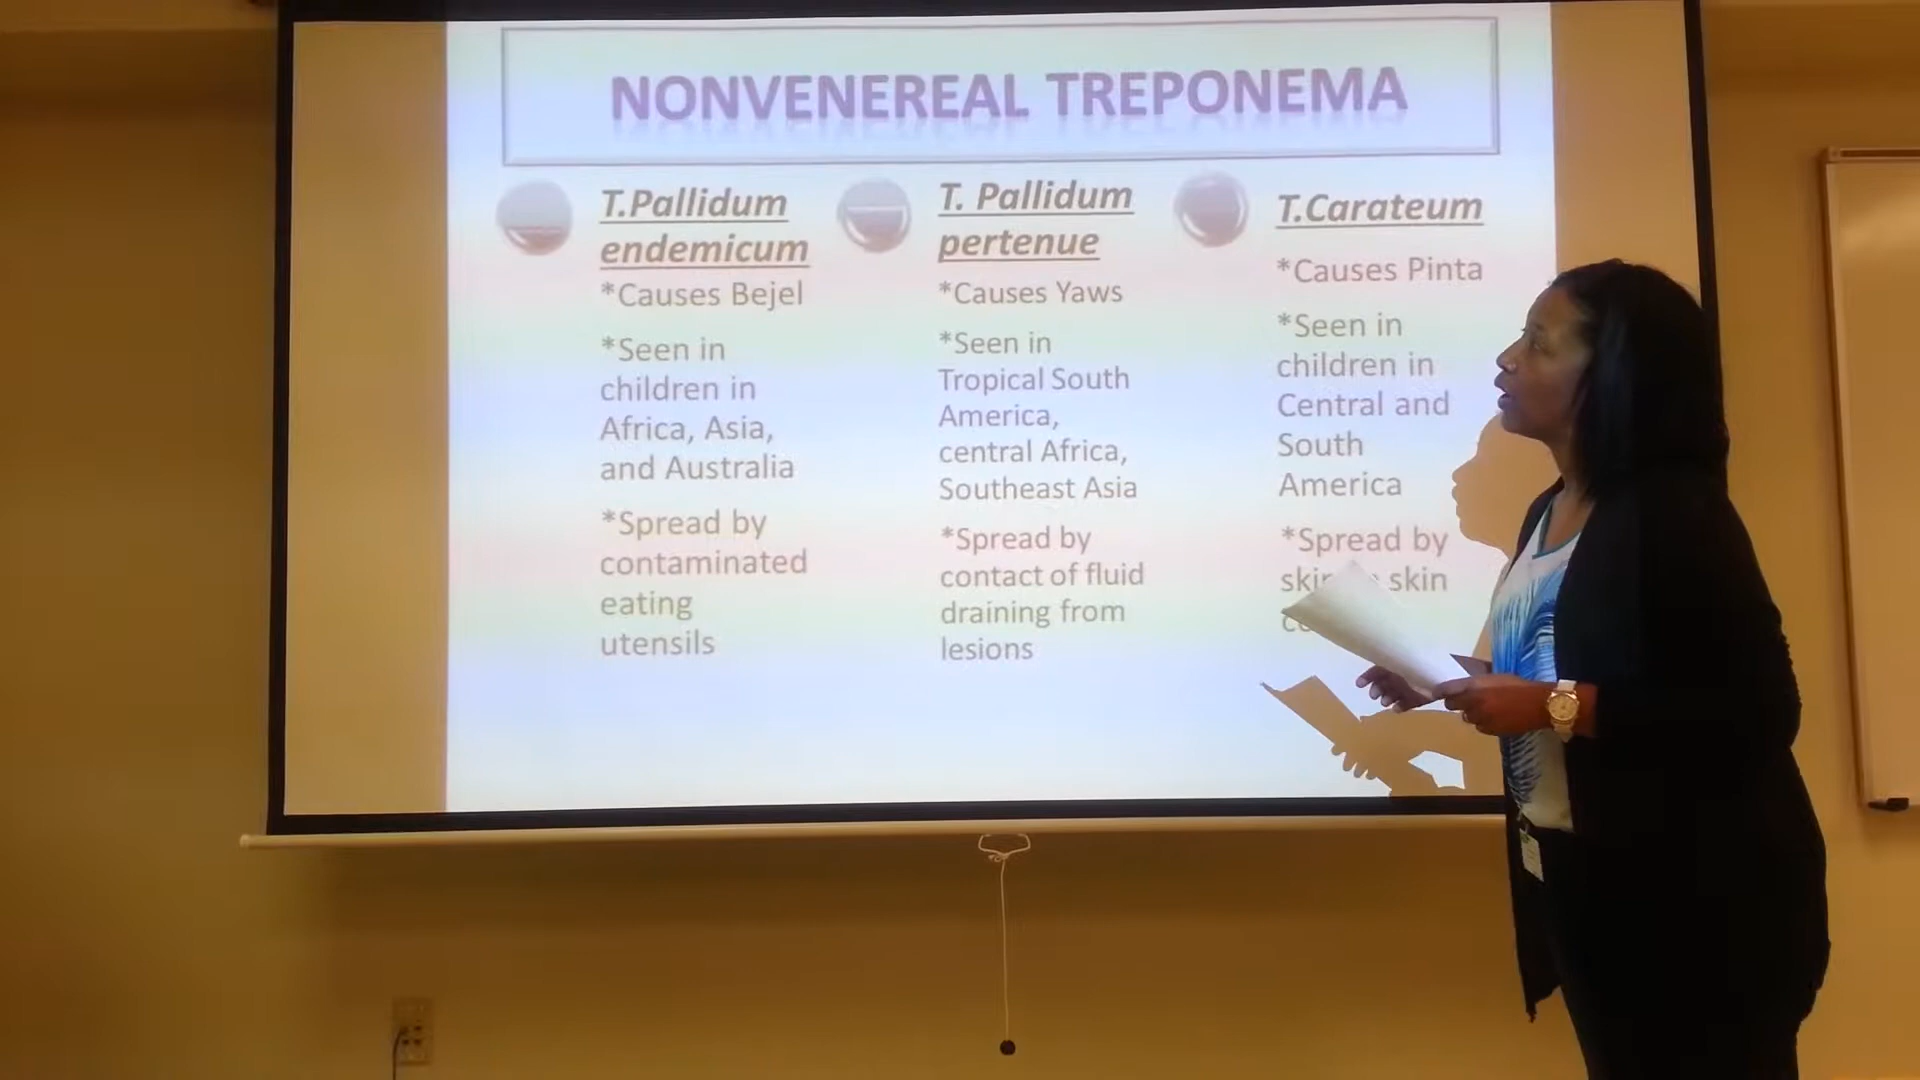 NONVENEREAL TREPONEMA
T.Pallidum
endemicum
*Causes Bejel
*Seen in
children in
Africa, Asia,
and Australia
*Spread by
contaminated
eating
utensils
T. Pallidum
pertenue
*Causes Yaws
*Seen in
Tropical South
America,
central Africa,
Southeast Asia
*Spread by
contact of fluid
draining from
lesions
T.Carateum
*Causes Pinta
*Seen in
children in
Central and
South
America
*Spread by
skin